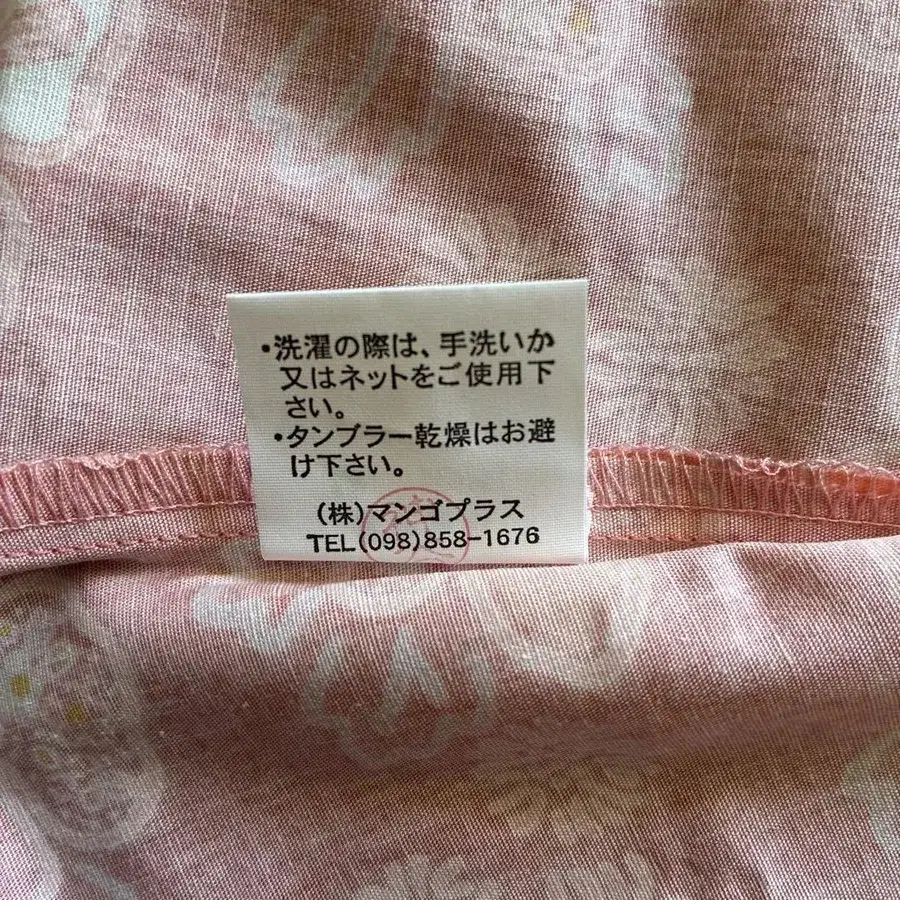 ・洗濯の際は、手洗いか
又はネットをご使用下
さい。
・タンブラー乾燥はお避
け下さい。
(株)マンゴプラス
TEL(098)858-1676